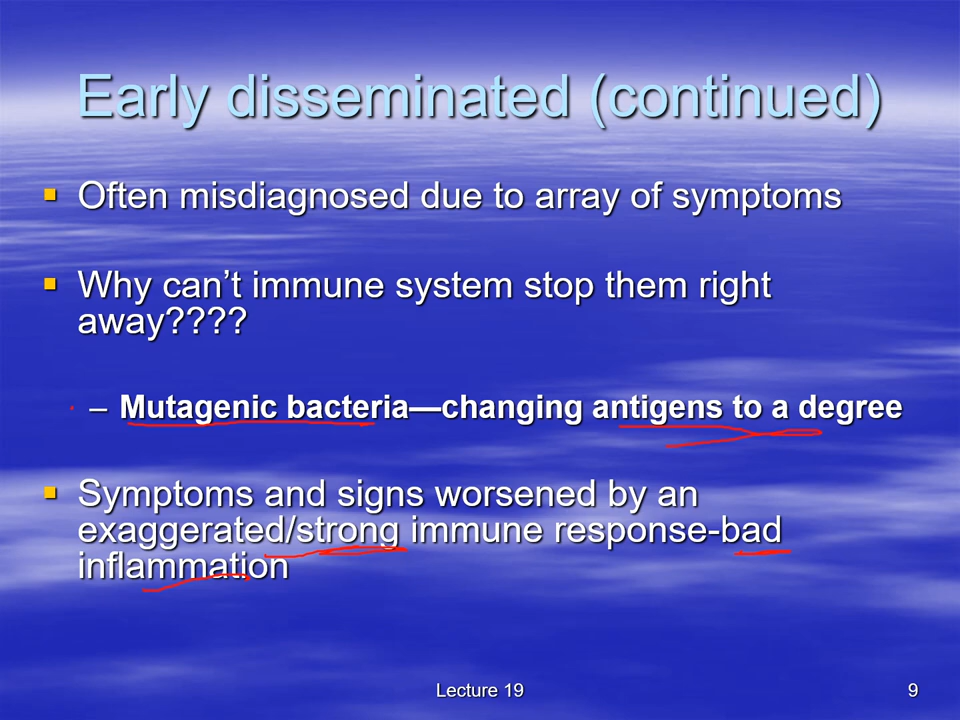 Early disseminated (continued)
▪ Often misdiagnosed due to array of symptoms
▪ Why can’t immune system stop them right
away????
– Mutagenic bacteria—changing antigens to a degree
▪ Symptoms and signs worsened by an
exaggerated/strong immune response-bad
inflammation
Lecture 19
9